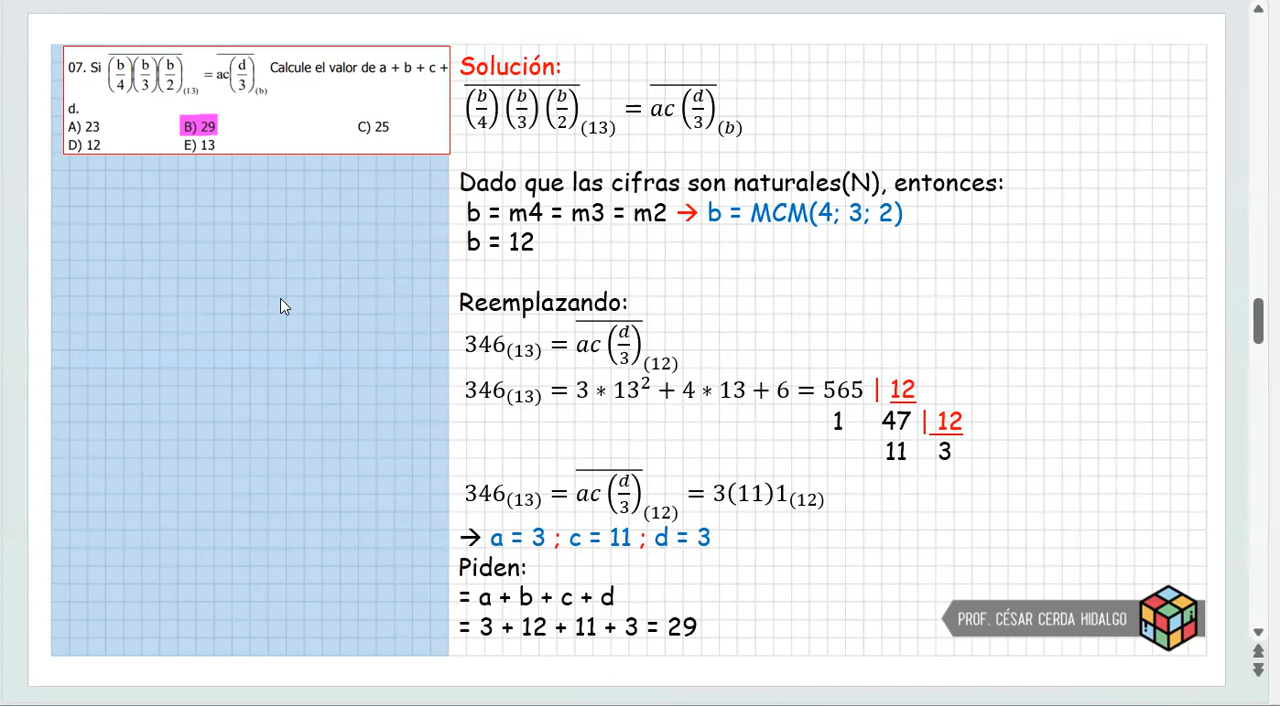 07. Si (b/4)(b/3)(b/2)(13) = ac(d/3)(b) Calcule el valor de a + b + c +
d.
A) 23 B) 29 C) 25
D) 12 E) 13
Solución:
(b/4)(b/3)(b/2)(13) = ac(d/3)(b)
Dado que las cifras son naturales(N), entonces:
b = m4 = m3 = m2 → b = MCM(4; 3; 2)
b = 12
Reemplazando:
346(13) = ac(d/3)(12)
346(13) = 3 ∗ 13² + 4 ∗ 13 + 6 = 565 | 12
1 47 | 12
11 3
346(13) = ac(d/3)(12) = 3(11)1(12)
→ a = 3 ; c = 11 ; d = 3
Piden:
= a + b + c + d
= 3 + 12 + 11 + 3 = 29
PROF. CÉSAR CERDA HIDALGO